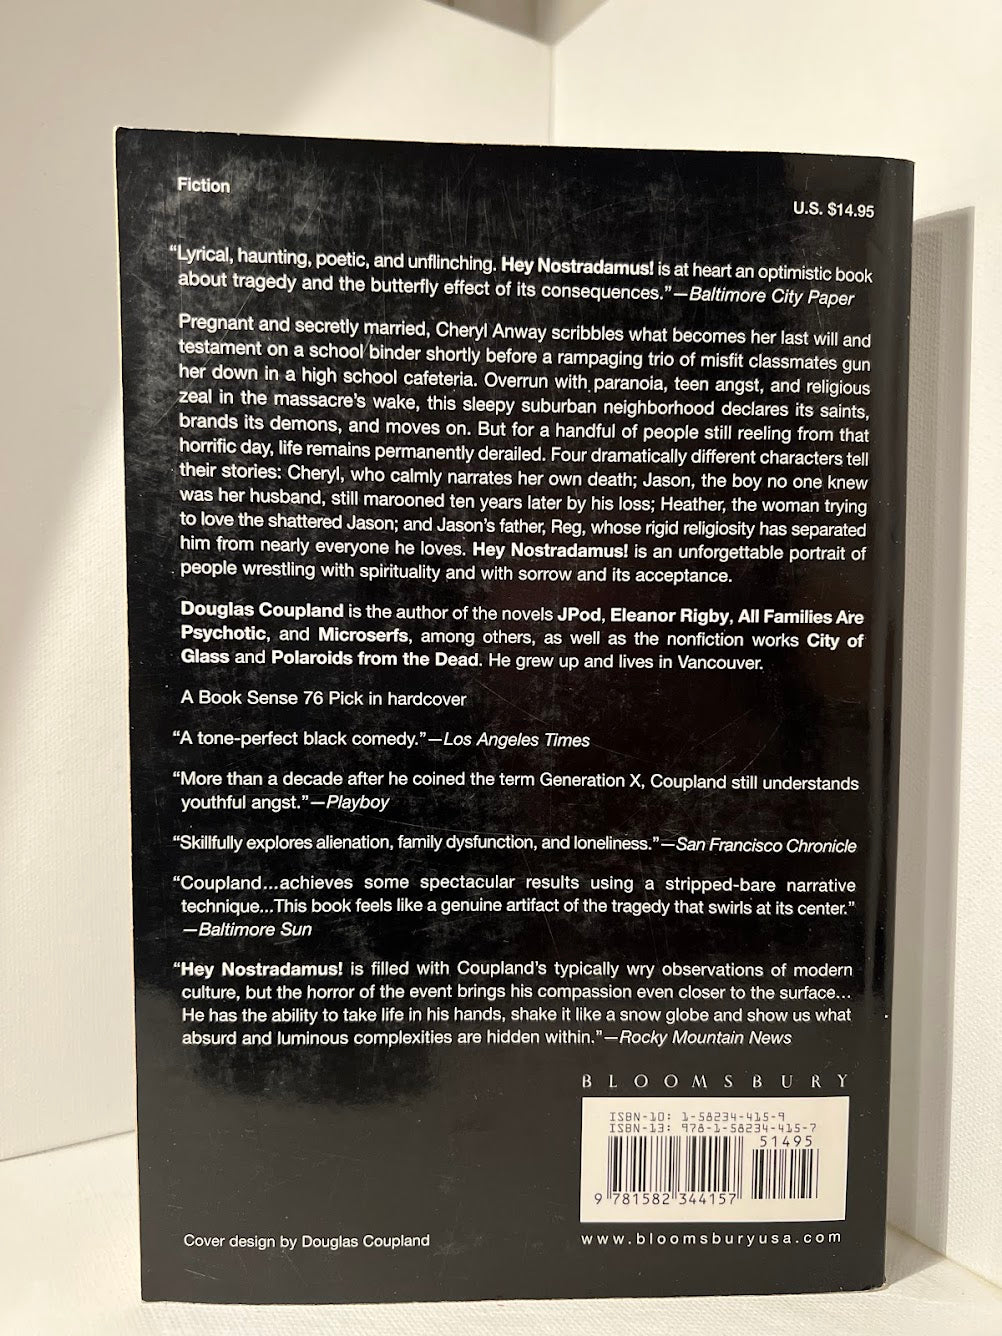 Fiction
U.S. $14.95
“Lyrical, haunting, poetic, and unflinching. Hey Nostradamus! is at heart an optimistic book
about tragedy and the butterfly effect of its consequences.”—Baltimore City Paper
Pregnant and secretly married, Cheryl Anway scribbles what becomes her last will and
testament on a school binder shortly before a rampaging trio of misfit classmates gun
her down in a high school cafeteria. Overrun with paranoia, teen angst, and religious
zeal in the massacre’s wake, this sleepy suburban neighborhood declares its saints,
brands its demons, and moves on. But for a handful of people still reeling from that
horrific day, life remains permanently derailed. Four dramatically different characters tell
their stories: Cheryl, who calmly narrates her own death; Jason, the boy no one knew
was her husband, still marooned ten years later by his loss; Heather, the woman trying
to love the shattered Jason; and Jason’s father, Reg, whose rigid religiosity has separated
him from nearly everyone he loves. Hey Nostradamus! is an unforgettable portrait of
people wrestling with spirituality and with sorrow and its acceptance.
Douglas Coupland is the author of the novels JPod, Eleanor Rigby, All Families Are
Psychotic, and Microserfs, among others, as well as the nonfiction works City of
Glass and Polaroids from the Dead. He grew up and lives in Vancouver.
A Book Sense 76 Pick in hardcover
“A tone-perfect black comedy.”—Los Angeles Times
“More than a decade after he coined the term Generation X, Coupland still understands
youthful angst.”—Playboy
“Skillfully explores alienation, family dysfunction, and loneliness.”—San Francisco Chronicle
“Coupland...achieves some spectacular results using a stripped-bare narrative
technique...This book feels like a genuine artifact of the tragedy that swirls at its center.”
—Baltimore Sun
“Hey Nostradamus! is filled with Coupland’s typically wry observations of modern
culture, but the horror of the event brings his compassion even closer to the surface...
He has the ability to take life in his hands, shake it like a snow globe and show us what
absurd and luminous complexities are hidden within.”—Rocky Mountain News
BLOOMSBURY
ISBN-10: 1-58234-415-9
ISBN-13: 978-1-58234-415-7
51495
9 781582 344157
Cover design by Douglas Coupland
www.bloomsburyusa.com